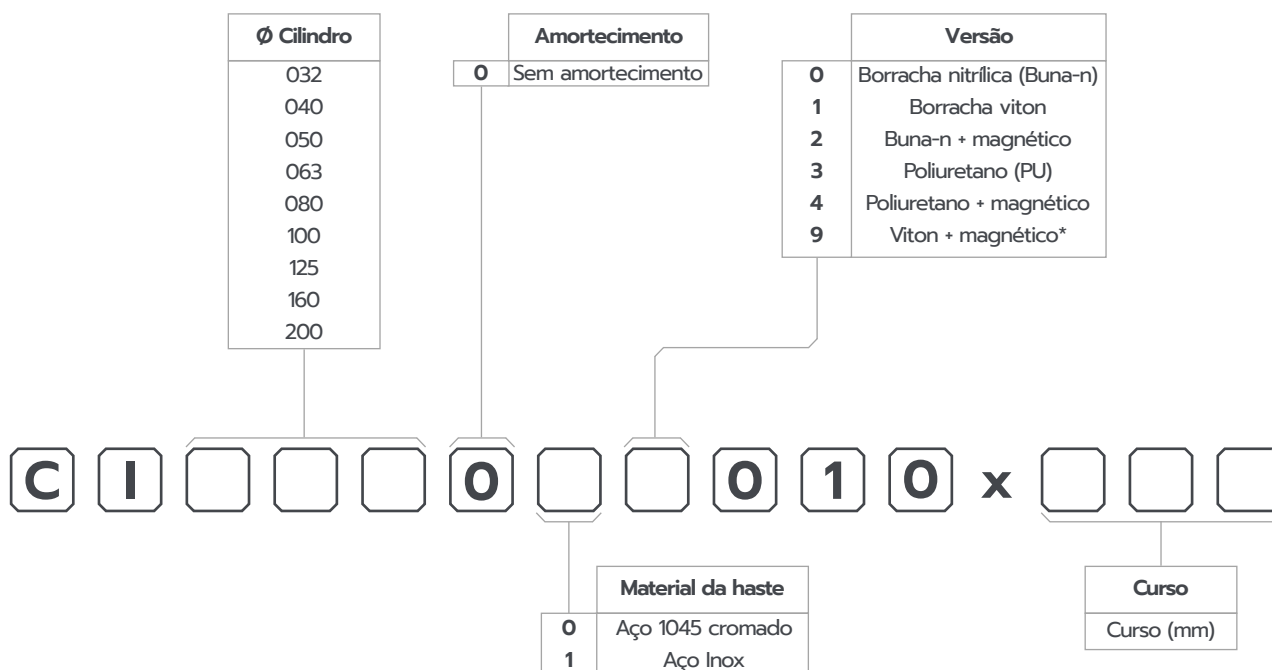 Ø Cilindro
032
040
050
063
080
100
125
160
200
Amortecimento
0 Sem amortecimento
Versão
0 Borracha nitrílica (Buna-n)
1 Borracha viton
2 Buna-n + magnético
3 Poliuretano (PU)
4 Poliuretano + magnético
9 Viton + magnético*
C I 0 0 1 0 x
Material da haste
0 Aço 1045 cromado
1 Aço Inox
Curso
Curso (mm)